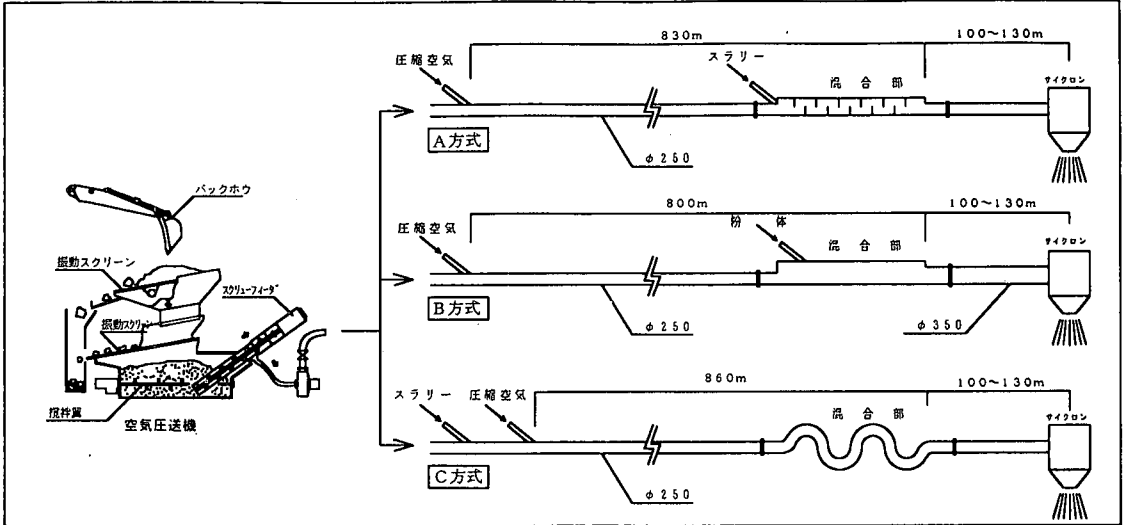 バックホウ
振動スクリーン
振動スクリーン
スクリューフィーダ
撹拌翼
空気圧送機
830m
100~130m
圧縮空気
スラリー
混合部
サイクロン
A方式
φ250
800m
100~130m
圧縮空気
粉体
混合部
サイクロン
B方式
φ250
φ350
860m
100~130m
スラリー
圧縮空気
混合部
サイクロン
C方式
φ250